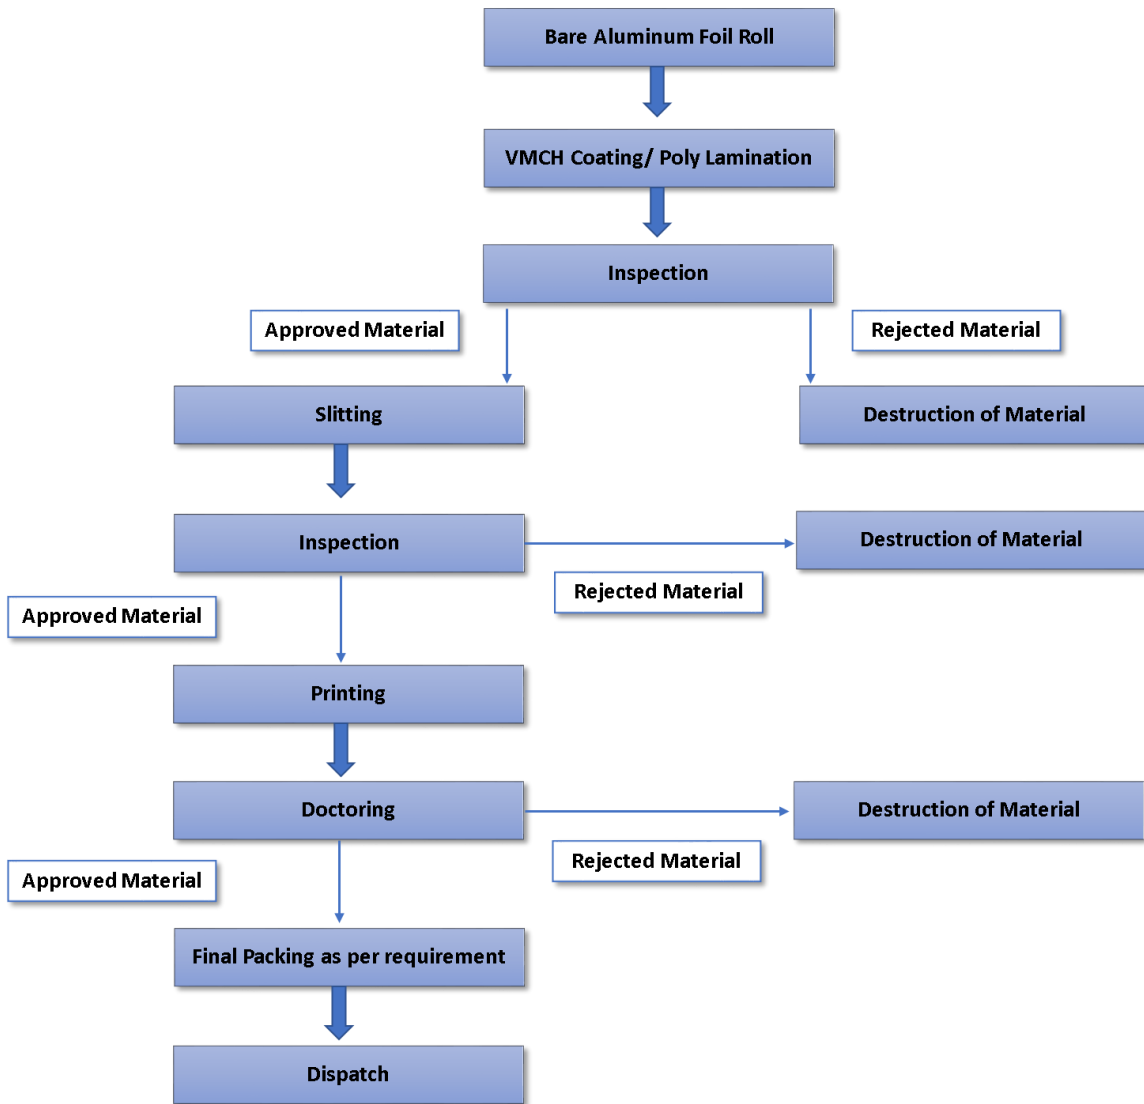 Bare Aluminum Foil Roll
VMCH Coating/ Poly Lamination
Inspection
Approved Material
Rejected Material
Slitting
Destruction of Material
Inspection
Destruction of Material
Rejected Material
Approved Material
Printing
Doctoring
Destruction of Material
Rejected Material
Approved Material
Final Packing as per requirement
Dispatch